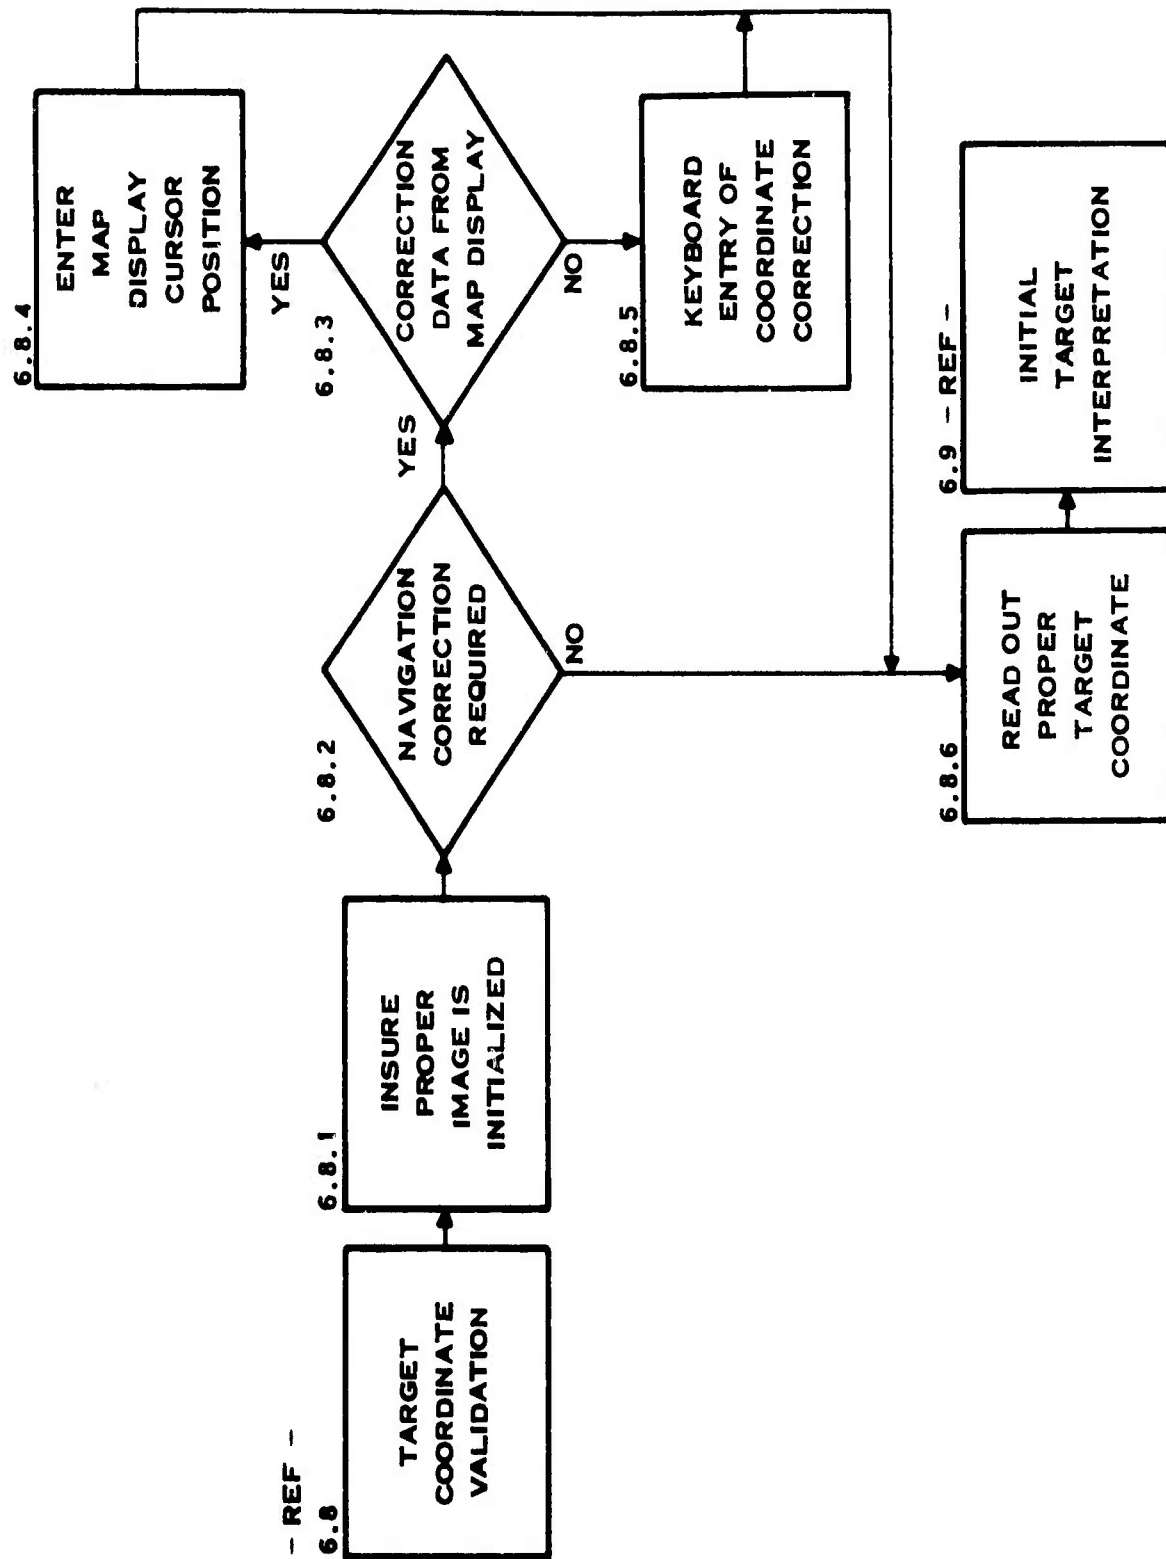 - REF -
6.8
TARGET
COORDINATE
VALIDATION
6.8.1
INSURE
PROPER
IMAGE IS
INITIALIZED
6.8.2
NAVIGATION
CORRECTION
REQUIRED
YES
NO
6.8.3
CORRECTION
DATA FROM
MAP DISPLAY
YES
NO
6.8.4
ENTER
MAP
DISPLAY
CURSOR
POSITION
6.8.5
KEYBOARD
ENTRY OF
COORDINATE
CORRECTION
6.8.6
READ OUT
PROPER
TARGET
COORDINATE
6.9 - REF -
INITIAL
TARGET
INTERPRETATION